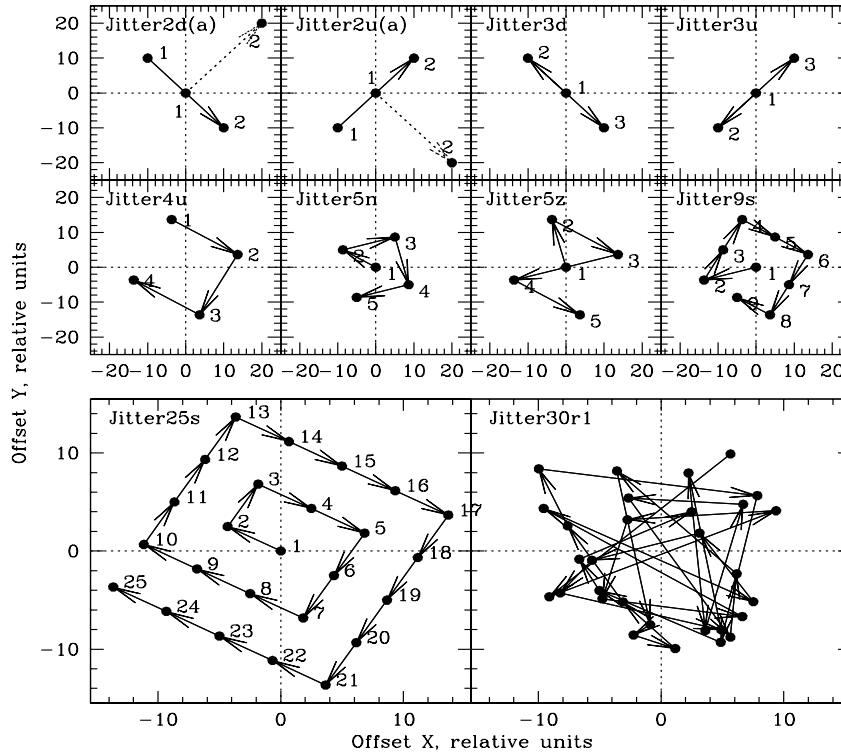 Jitter2d(a) Jitter2u(a) Jitter3d Jitter3u
20 10 0 −10 −20
1 1 2 2
1 1 2 2
1 2 3
1 2 3
Jitter4u Jitter5n Jitter5z Jitter9s
20 10 0 −10 −20
1 2 3 4
1 2 3 4 5
1 2 3 4 5
1 2 3 4 5 6 7 8 9
−20 −10 0 10 20 −20 −10 0 10 20 −20 −10 0 10 20 −20 −10 0 10 20
Offset Y, relative units
Jitter25s Jitter30r1
10 0 −10
1 2 3 4 5 6 7 8 9 10 11 12 13 14 15 16 17 18 19 20 21 22 23 24 25
−10 0 10 −10 0 10
Offset X, relative units